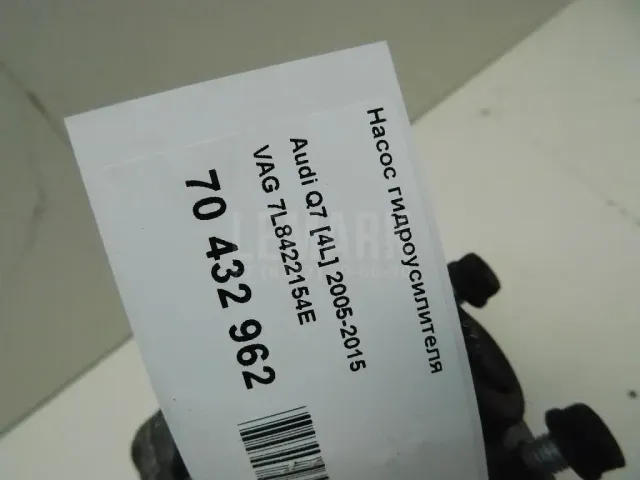 Насос гидроусилителя
Audi Q7 [4L] 2005-2015
VAG 7L8422154E
70 432 962